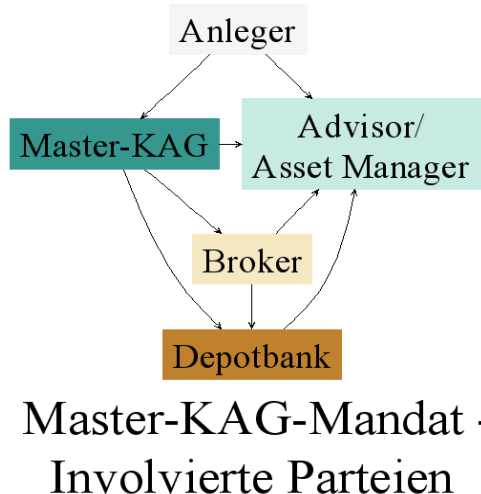 Anleger
Master-KAG
Advisor/
Asset Manager
Broker
Depotbank
Master-KAG-Mandat -
Involvierte Parteien